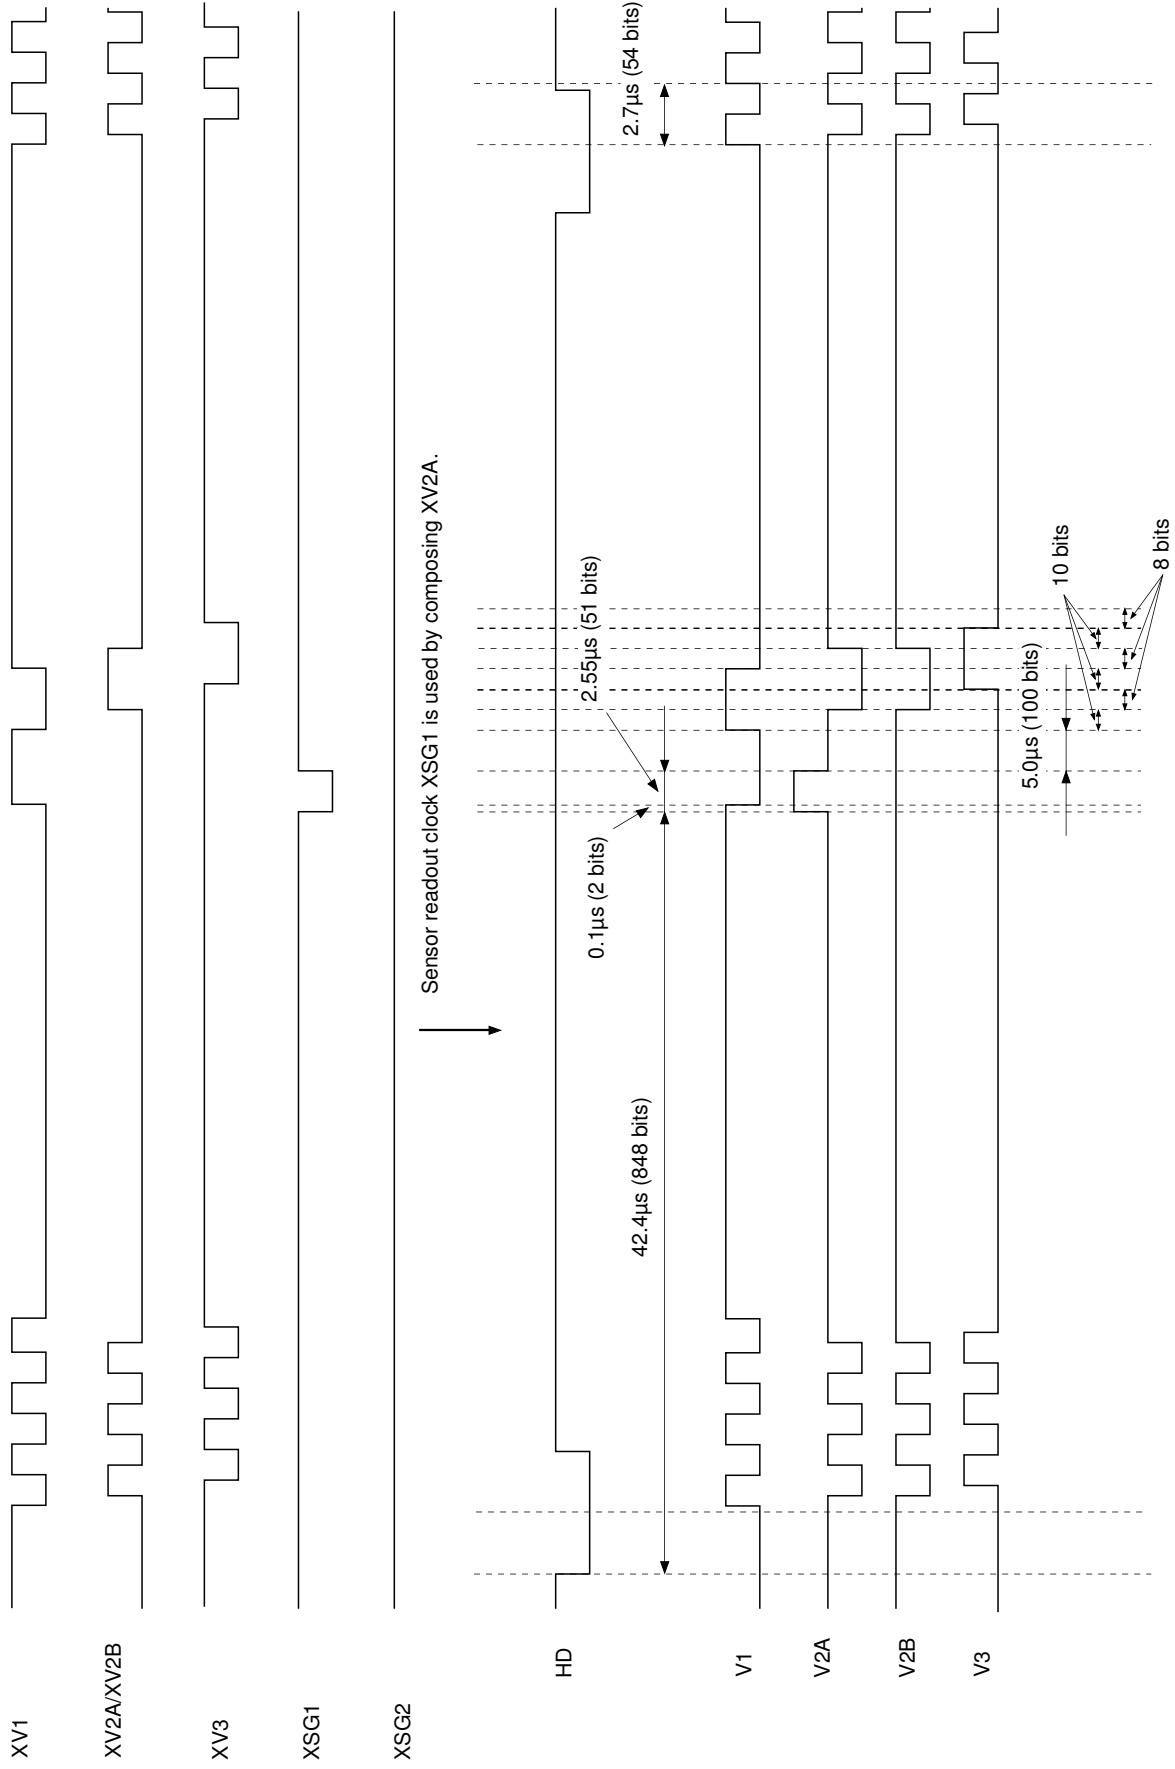 XV1
XV2A/XV2B
XV3
XSG1
XSG2
Sensor readout clock XSG1 is used by composing XV2A.
HD
42.4µs (848 bits)
0.1µs (2 bits)
2.55µs (51 bits)
2.7µs (54 bits)
V1
V2A
V2B
V3
5.0µs (100 bits)
10 bits
8 bits